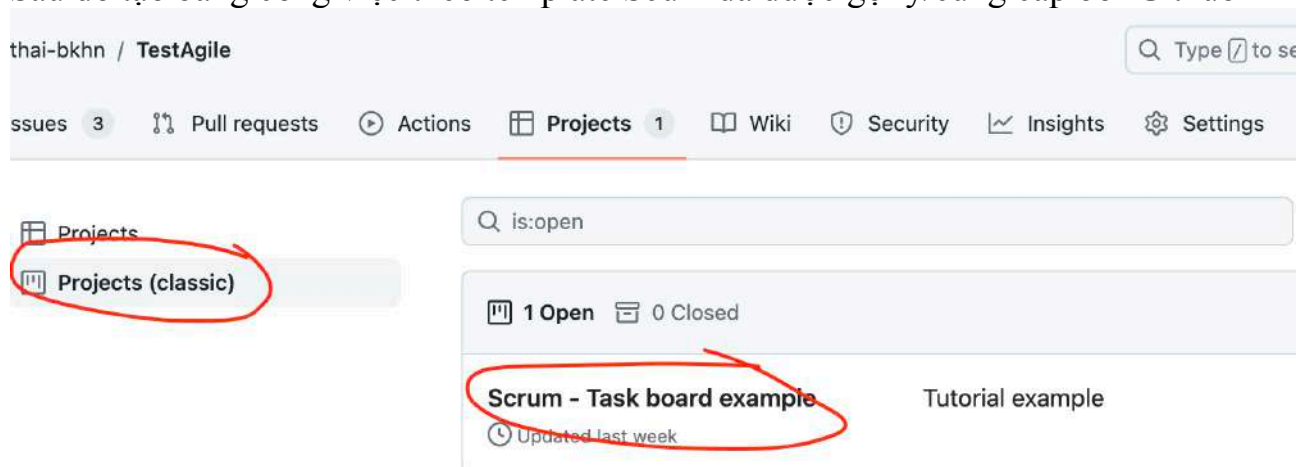 thai-bkhn / TestAgile
Type / to se
ssues 3 Pull requests Actions Projects 1 Wiki Security Insights Settings
Projects
is:open
Projects (classic)
1 Open 0 Closed
Scrum - Task board example Tutorial example
Updated last week